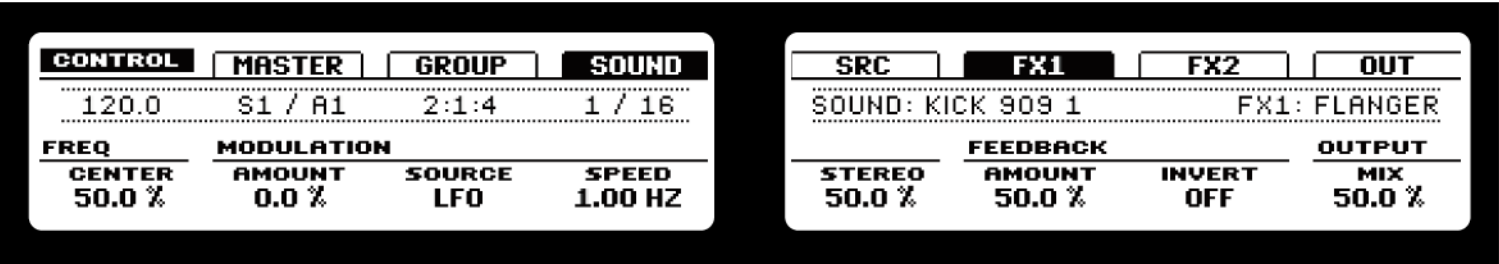 CONTROL MASTER GROUP SOUND
120.0 S1 / A1 2:1:4 1 / 16
FREQ MODULATION
CENTER AMOUNT SOURCE SPEED
50.0 % 0.0 % LFO 1.00 HZ
SRC FX1 FX2 OUT
SOUND: KICK 909 1 FX1: FLANGER
FEEDBACK OUTPUT
STEREO AMOUNT INVERT MIX
50.0 % 50.0 % OFF 50.0 %